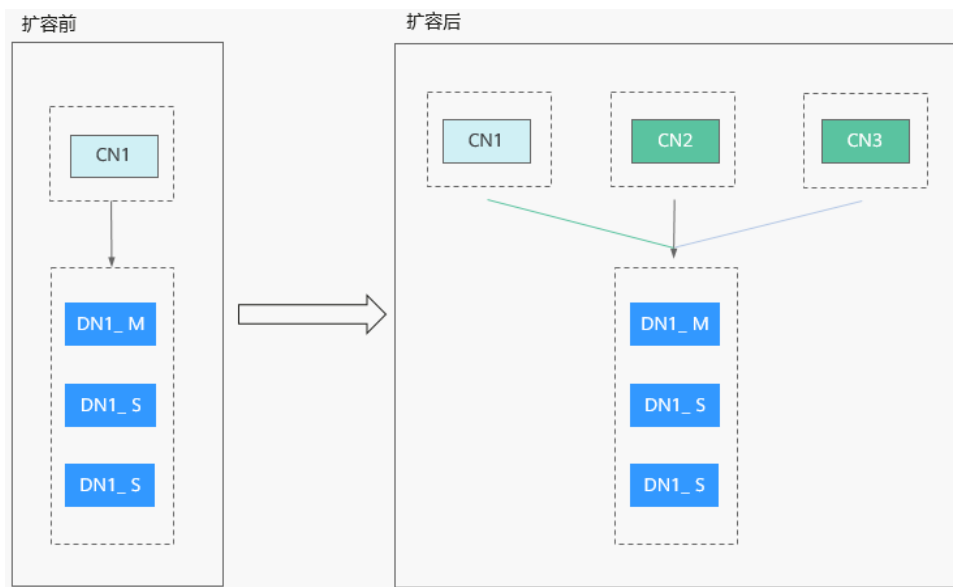 扩容前
CN1
DN1_ M
DN1_ S
DN1_ S
扩容后
CN1
CN2
CN3
DN1_ M
DN1_ S
DN1_ S